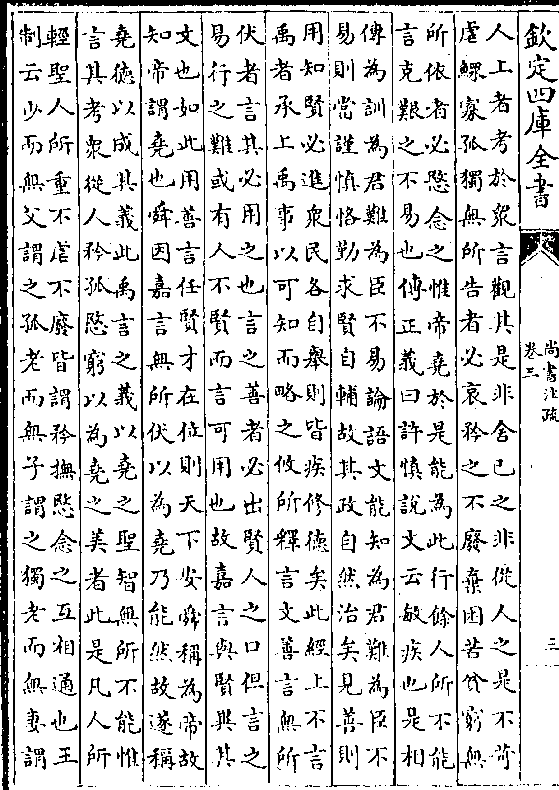 欽定四庫全書
尚書注疏
卷三
三
人上者考於衆言觀其是非舍己之非從人之是不苛
虐鰥寡孤獨無所告者必哀矜之不廢棄困苦貧窮無
所依者必愍念之惟帝堯於是能為此行餘人所不能
言克艱之不易也傳正義曰許慎說文云敏疾也是相
傳為訓為君難為臣不易論語文能知為君難為臣不
易則當謹慎恪勤求賢自輔故其政自然治矣見善則
用知賢必進衆民各自舉則皆疾修德矣此經上不言
禹者承上禹事以可知而略之攸所釋言文善言無所
伏者言其必用之也言之善者必出賢人之口但言之
易行之難或有人不賢而言可用也故嘉言與賢異其
文也如此用善言任賢才在位則天下安舜稱為帝故
知帝謂堯也舜因嘉言無所伏以為堯乃能然故遂稱
堯德以成其義此禹言之義以堯之聖智無所不能惟
言其考衆從人矜孤愍窮以為堯之美者此是凡人所
輕聖人所重不虐不廢皆謂矜撫愍念之互相通也王
制云少而無父謂之孤老而無子謂之獨老而無妻謂